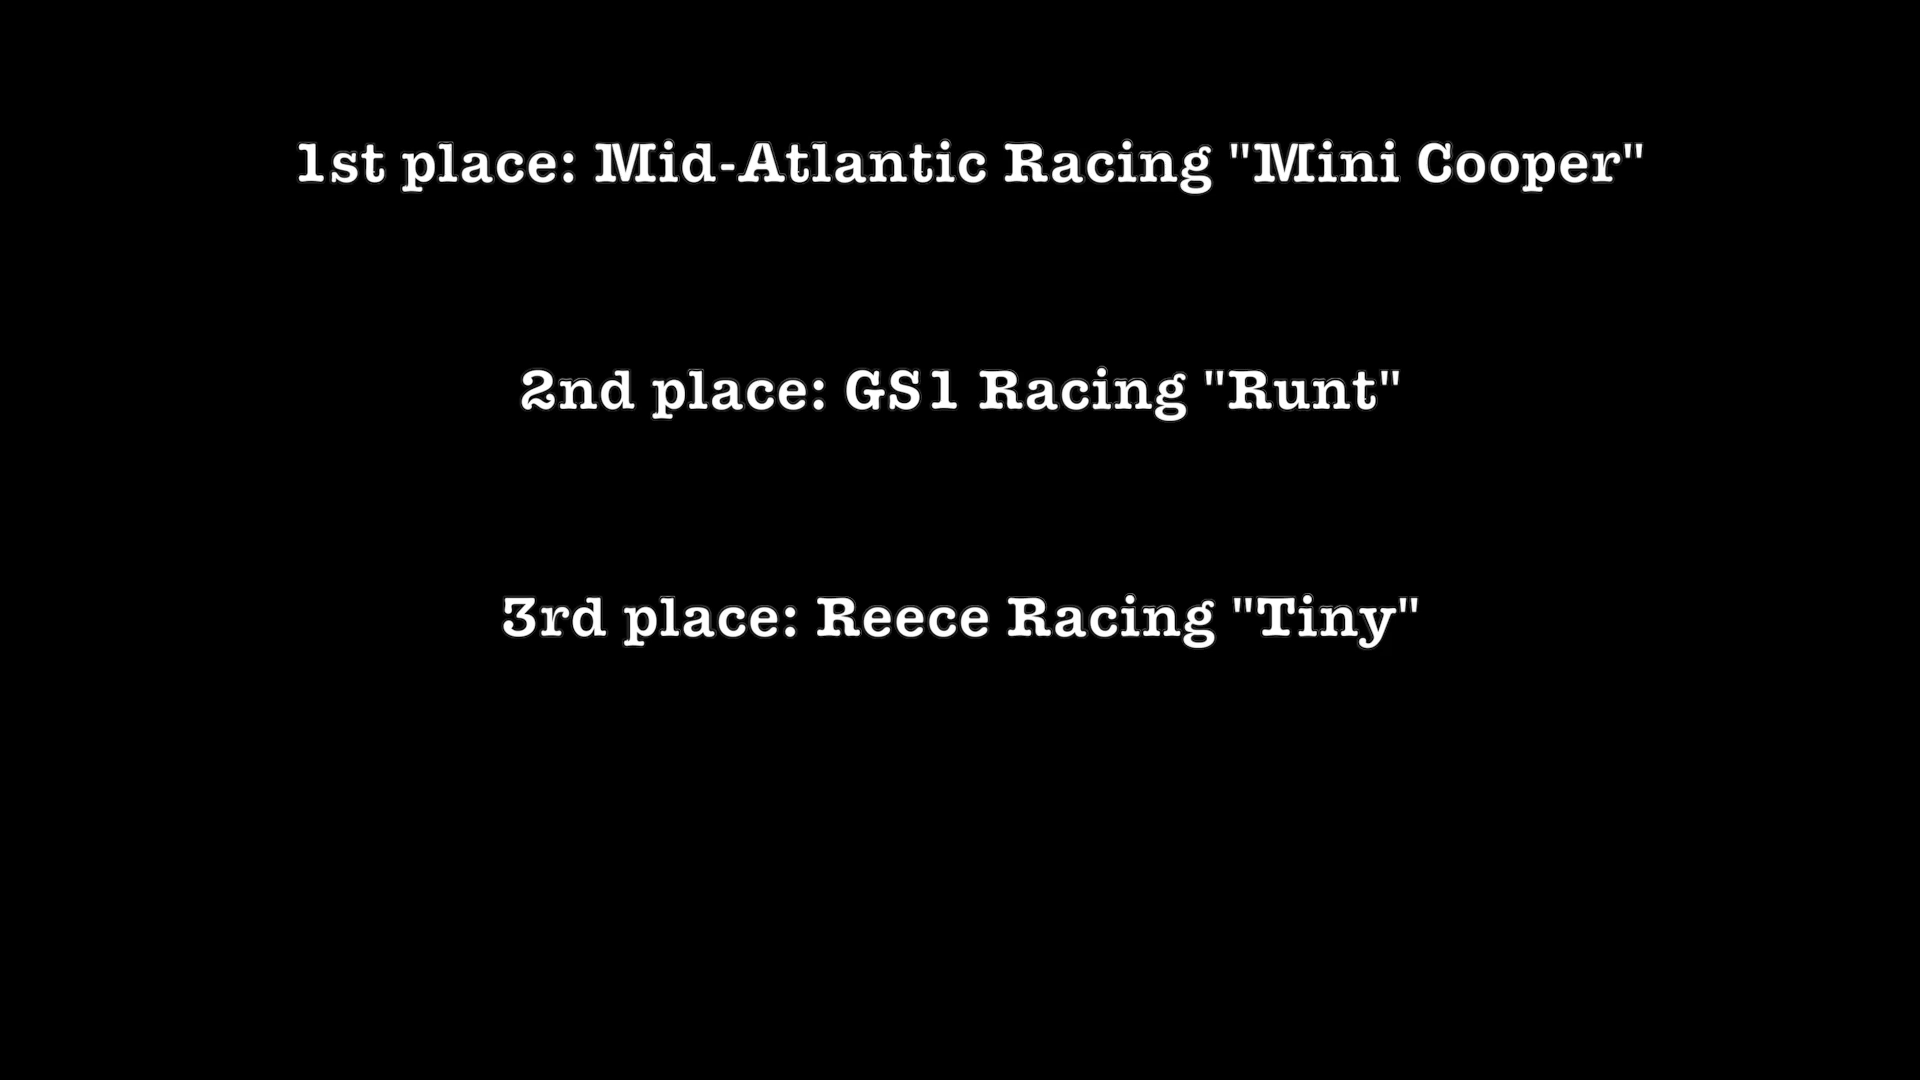 1st place: Mid-Atlantic Racing "Mini Cooper"
2nd place: GS1 Racing "Runt"
3rd place: Reece Racing "Tiny"